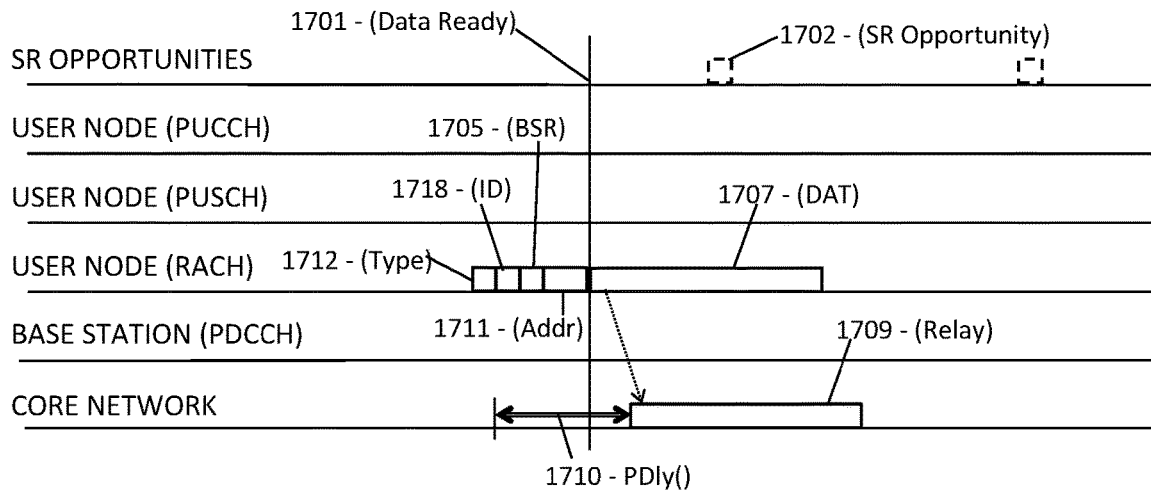 1701 - (Data Ready)
1702 - (SR Opportunity)
SR OPPORTUNITIES
USER NODE (PUCCH)
1705 - (BSR)
USER NODE (PUSCH)
1718 - (ID)
1707 - (DAT)
USER NODE (RACH)
1712 - (Type)
1711 - (Addr)
BASE STATION (PDCCH)
1709 - (Relay)
CORE NETWORK
1710 - PDly()